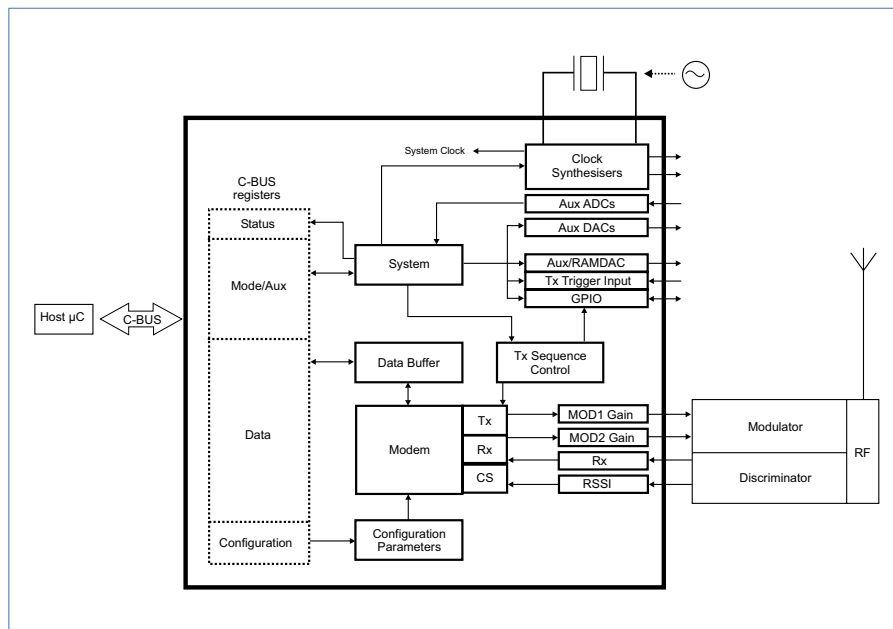 System Clock
Clock
Synthesisers
C-BUS
registers
Status
Aux ADCs
Aux DACs
System
Aux/RAMDAC
Mode/Aux
Tx Trigger Input
GPIO
Host µC
C-BUS
Data Buffer
Tx Sequence
Control
Data
Modem
Tx
Rx
CS
MOD1 Gain
MOD2 Gain
Rx
RSSI
Modulator
Discriminator
RF
Configuration
Configuration
Parameters